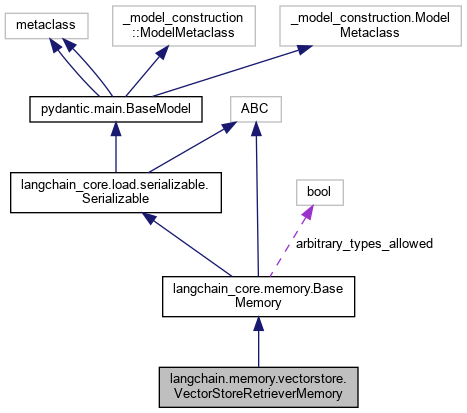 metaclass
_model_construction
::ModelMetaclass
_model_construction.Model
Metaclass
pydantic.main.BaseModel
ABC
langchain_core.load.serializable.
Serializable
bool
arbitrary_types_allowed
langchain_core.memory.Base
Memory
langchain.memory.vectorstore.
VectorStoreRetrieverMemory